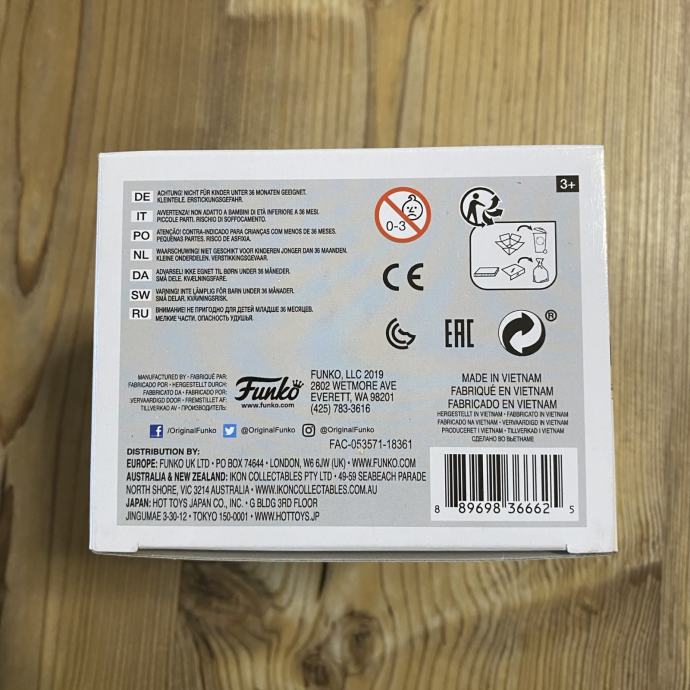 3+
DE ACHTUNG! NICHT FÜR KINDER UNTER 36 MONATEN GEEIGNET.
KLEINTEILE. ERSTICKUNGSGEFAHR.
IT AVVERTENZA! NON ADATTO A BAMBINI DI ETÀ INFERIORE A 36 MESI.
PICCOLE PARTI. RISCHIO DI SOFFOCAMENTO.
PO ATENÇÃO! CONTRA-INDICADO PARA CRIANÇAS COM MENOS DE 36 MESES.
PEQUENAS PARTES. RISCO DE ASFIXIA.
NL WAARSCHUWING! NIET GESCHIKT VOOR KINDEREN JONGER DAN 36 MAANDEN.
KLEINE ONDERDELEN. VERSTIKKINGSGEVAAR.
DA ADVARSEL! IKKE EGNET TIL BØRN UNDER 36 MÅNEDER.
SMÅ DELE. KVÆLNINGSFARE.
SW VARNING! INTE LÄMPLIG FÖR BARN UNDER 36 MÅNADER.
SMÅ DELAR. KVÄVNINGSRISK.
RU ВНИМАНИЕ! НЕ ПРИГОДНО ДЛЯ ДЕТЕЙ МЛАДШЕ 36 МЕСЯЦЕВ.
МЕЛКИЕ ЧАСТИ. ОПАСНОСТЬ УДУШЬЯ.
0-3
CE
EAC
®
MANUFACTURED BY • FABRIQUÉ PAR:
FABRICADO POR • HERGESTELLT DURCH:
FABBRICATO DA • FABRICADO POR:
VERVAARDIGD DOOR • FREMSTILLET AF:
TILLVERKAD AV • ПРОИЗВОДИТЕЛЬ:
Funko
www.funko.com
FUNKO, LLC 2019
2802 WETMORE AVE
EVERETT, WA 98201
(425) 783-3616
/OriginalFunko @OriginalFunko @OriginalFunko
FAC-053571-18361
MADE IN VIETNAM
FABRIQUÉ EN VIETNAM
FABRICADO EN VIETNAM
HERGESTELLT IN VIETNAM • FABBRICATO IN VIETNAM
FABRICADO NA VIETNAM • VERVAARDIGD IN VIETNAM
PRODUCERET I VIETNAM • TILLVERKAD I VIETNAM
СДЕЛАНО ВО ВЬЕТНАМЕ
DISTRIBUTION BY:
EUROPE: FUNKO UK LTD • PO BOX 74644 • LONDON, W6 6JW (UK) • WWW.FUNKO.COM
AUSTRALIA & NEW ZEALAND: IKON COLLECTABLES PTY LTD • 49-59 SEABEACH PARADE
NORTH SHORE, VIC 3214 AUSTRALIA • WWW.IKONCOLLECTABLES.COM.AU
JAPAN: HOT TOYS JAPAN CO., INC. • G BLDG 3RD FLOOR
JINGUMAE 3-30-12 • TOKYO 150-0001 • WWW.HOTTOYS.JP
8 89698 36662 5